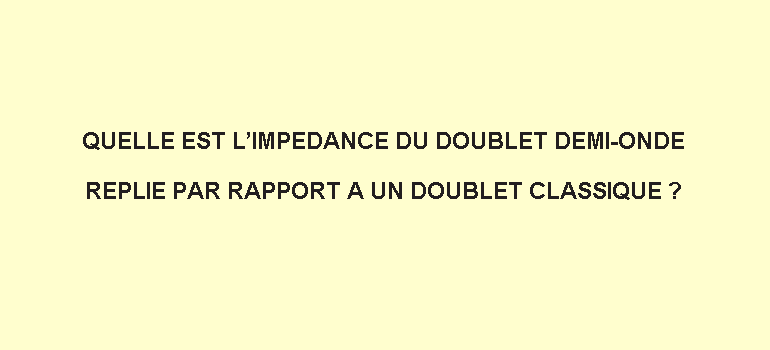 QUELLE EST L’IMPEDANCE DU DOUBLET DEMI-ONDE
REPLIE PAR RAPPORT A UN DOUBLET CLASSIQUE ?